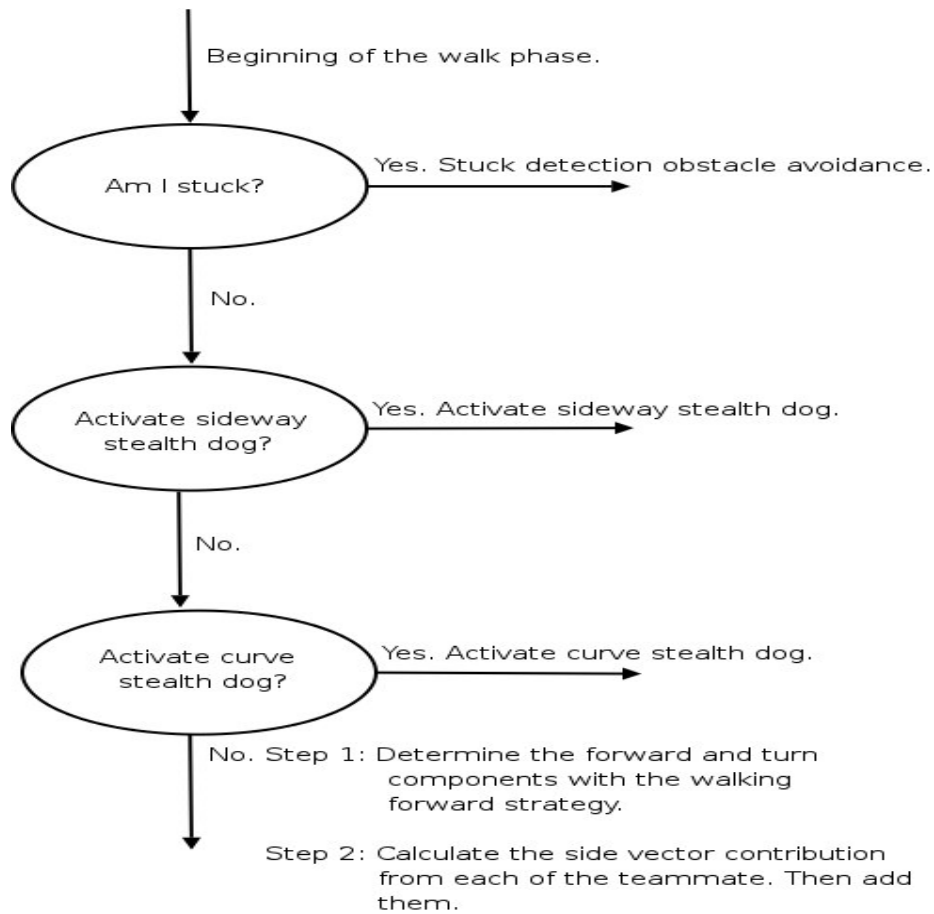 Beginning of the walk phase.
Am I stuck?
Yes. Stuck detection obstacle avoidance.
No.
Activate sideway
stealth dog?
Yes. Activate sideway stealth dog.
No.
Activate curve
stealth dog?
Yes. Activate curve stealth dog.
No. Step 1: Determine the forward and turn
components with the walking
forward strategy.
Step 2: Calculate the side vector contribution
from each of the teammate. Then add
them.